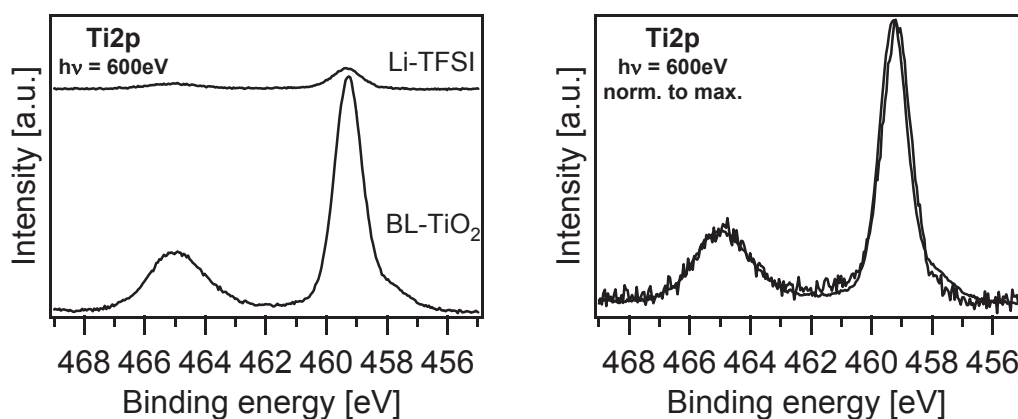 Ti2p
hν = 600eV
Li-TFSI
BL-TiO₂
Intensity [a.u.]
468 466 464 462 460 458 456
Binding energy [eV]
Ti2p
hν = 600eV
norm. to max.
Intensity [a.u.]
468 466 464 462 460 458 456
Binding energy [eV]